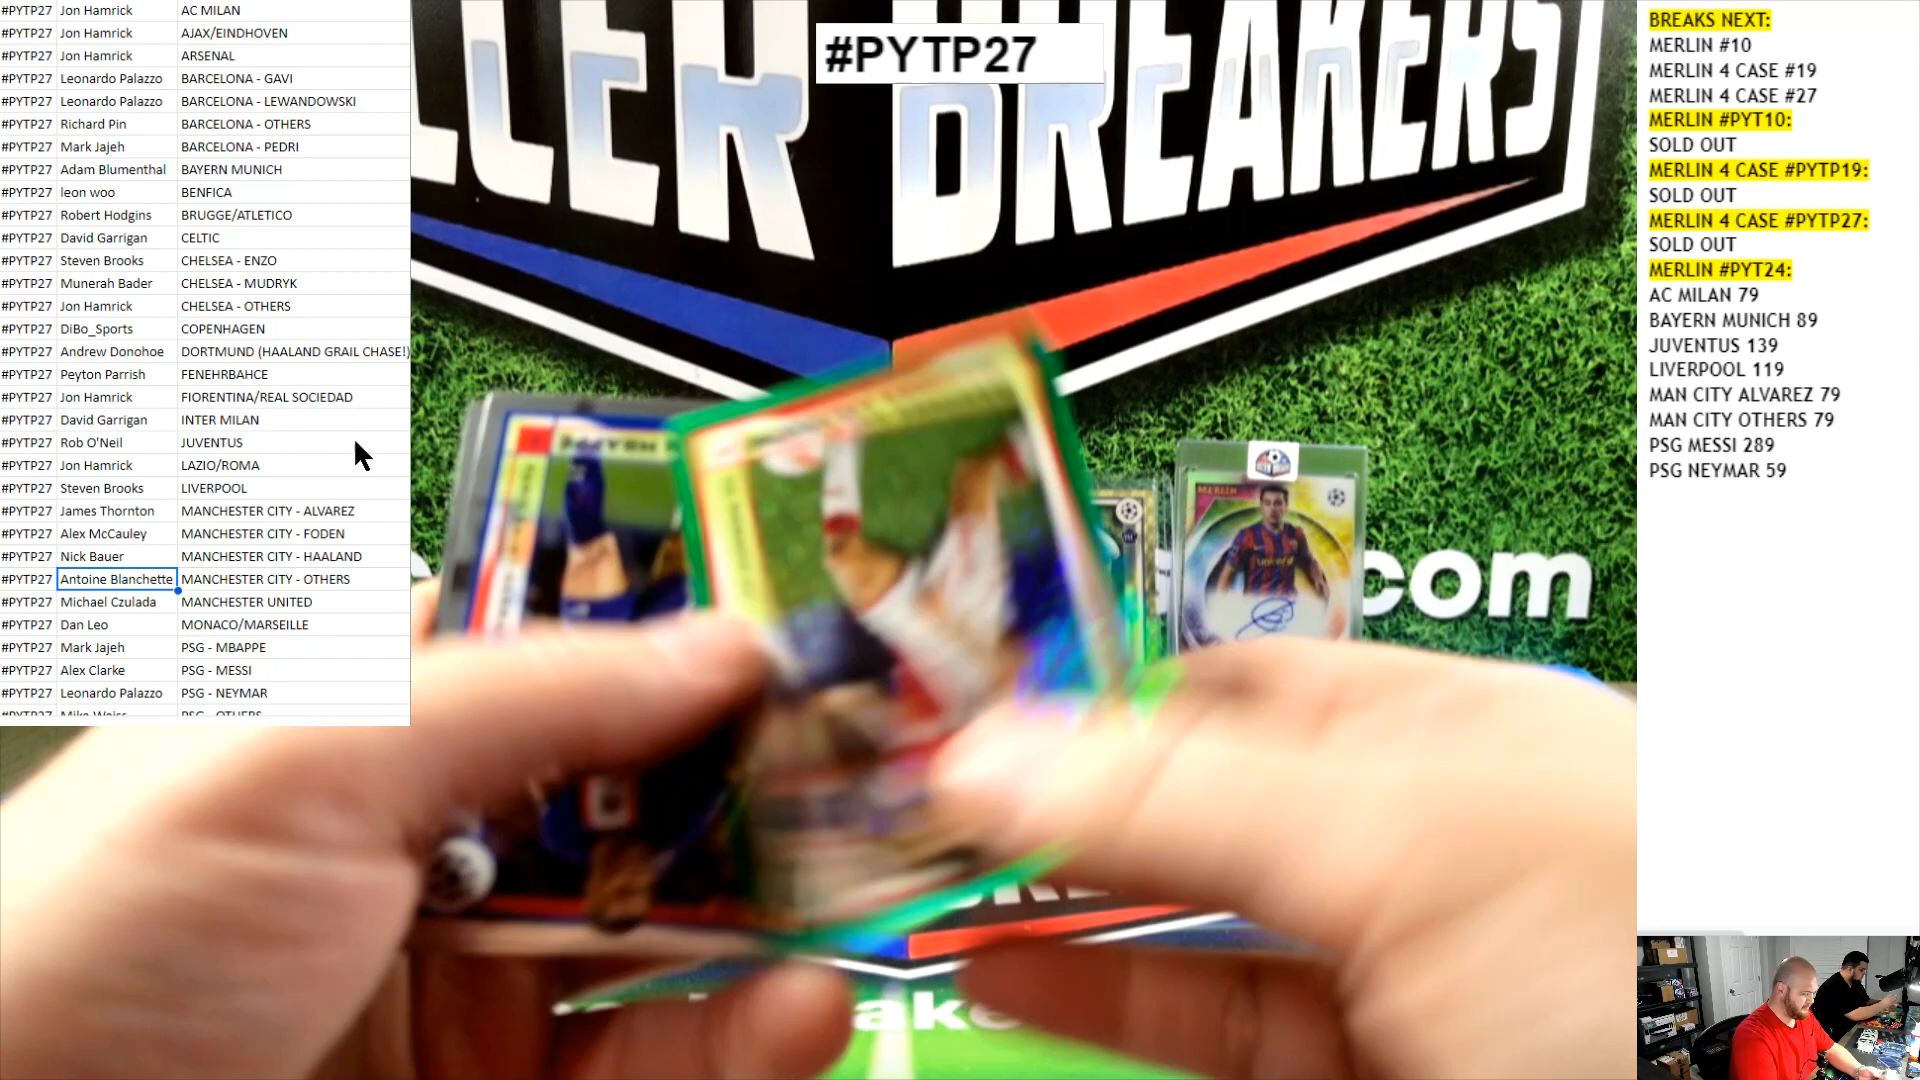 #PYTP27 Jon Hamrick AC MILAN
#PYTP27 Jon Hamrick AJAX/EINDHOVEN
#PYTP27 Jon Hamrick ARSENAL
#PYTP27 Leonardo Palazzo BARCELONA - GAVI
#PYTP27 Leonardo Palazzo BARCELONA - LEWANDOWSKI
#PYTP27 Richard Pin BARCELONA - OTHERS
#PYTP27 Mark Jajeh BARCELONA - PEDRI
#PYTP27 Adam Blumenthal BAYERN MUNICH
#PYTP27 leon woo BENFICA
#PYTP27 Robert Hodgins BRUGGE/ATLETICO
#PYTP27 David Garrigan CELTIC
#PYTP27 Steven Brooks CHELSEA - ENZO
#PYTP27 Munerah Bader CHELSEA - MUDRYK
#PYTP27 Jon Hamrick CHELSEA - OTHERS
#PYTP27 DiBo_Sports COPENHAGEN
#PYTP27 Andrew Donohoe DORTMUND (HAALAND GRAIL CHASE!)
#PYTP27 Peyton Parrish FENEHRBAHCE
#PYTP27 Jon Hamrick FIORENTINA/REAL SOCIEDAD
#PYTP27 David Garrigan INTER MILAN
#PYTP27 Rob O'Neil JUVENTUS
#PYTP27 Jon Hamrick LAZIO/ROMA
#PYTP27 Steven Brooks LIVERPOOL
#PYTP27 James Thornton MANCHESTER CITY - ALVAREZ
#PYTP27 Alex McCauley MANCHESTER CITY - FODEN
#PYTP27 Nick Bauer MANCHESTER CITY - HAALAND
#PYTP27 Antoine Blanchette MANCHESTER CITY - OTHERS
#PYTP27 Michael Czulada MANCHESTER UNITED
#PYTP27 Dan Leo MONACO/MARSEILLE
#PYTP27 Mark Jajeh PSG - MBAPPE
#PYTP27 Alex Clarke PSG - MESSI
#PYTP27 Leonardo Palazzo PSG - NEYMAR
#PYTP27 Mike Weiss PSG - OTHERS
#PYTP27
BREAKERS
.com
MERLIN
BREAKS NEXT:
MERLIN #10
MERLIN 4 CASE #19
MERLIN 4 CASE #27
MERLIN #PYT10:
SOLD OUT
MERLIN 4 CASE #PYTP19:
SOLD OUT
MERLIN 4 CASE #PYTP27:
SOLD OUT
MERLIN #PYT24:
AC MILAN 79
BAYERN MUNICH 89
JUVENTUS 139
LIVERPOOL 119
MAN CITY ALVAREZ 79
MAN CITY OTHERS 79
PSG MESSI 289
PSG NEYMAR 59